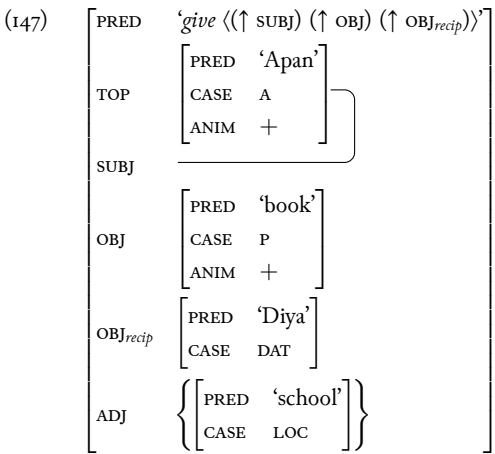 (147) PRED ‘give ⟨(↑ SUBJ) (↑ OBJ) (↑ OBJrecip)⟩’
PRED ‘Apan’
TOP CASE A
ANIM +
SUBJ
PRED ‘book’
OBJ CASE P
ANIM +
PRED ‘Diya’
OBJrecip
CASE DAT
PRED ‘school’
ADJ
CASE LOC